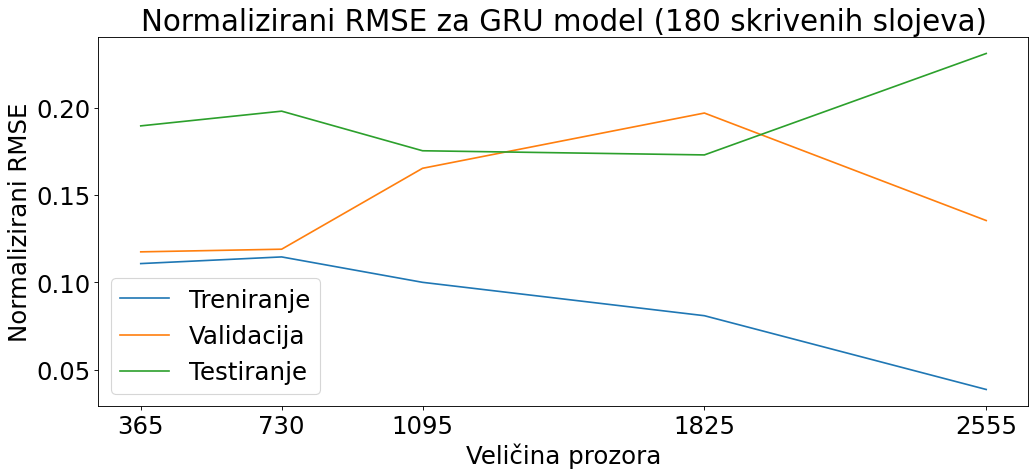 Normalizirani RMSE za GRU model (180 skrivenih slojeva)
Normalizirani RMSE
0.20
0.15
0.10
0.05
Treniranje
Validacija
Testiranje
365 730 1095 1825 2555
Veličina prozora